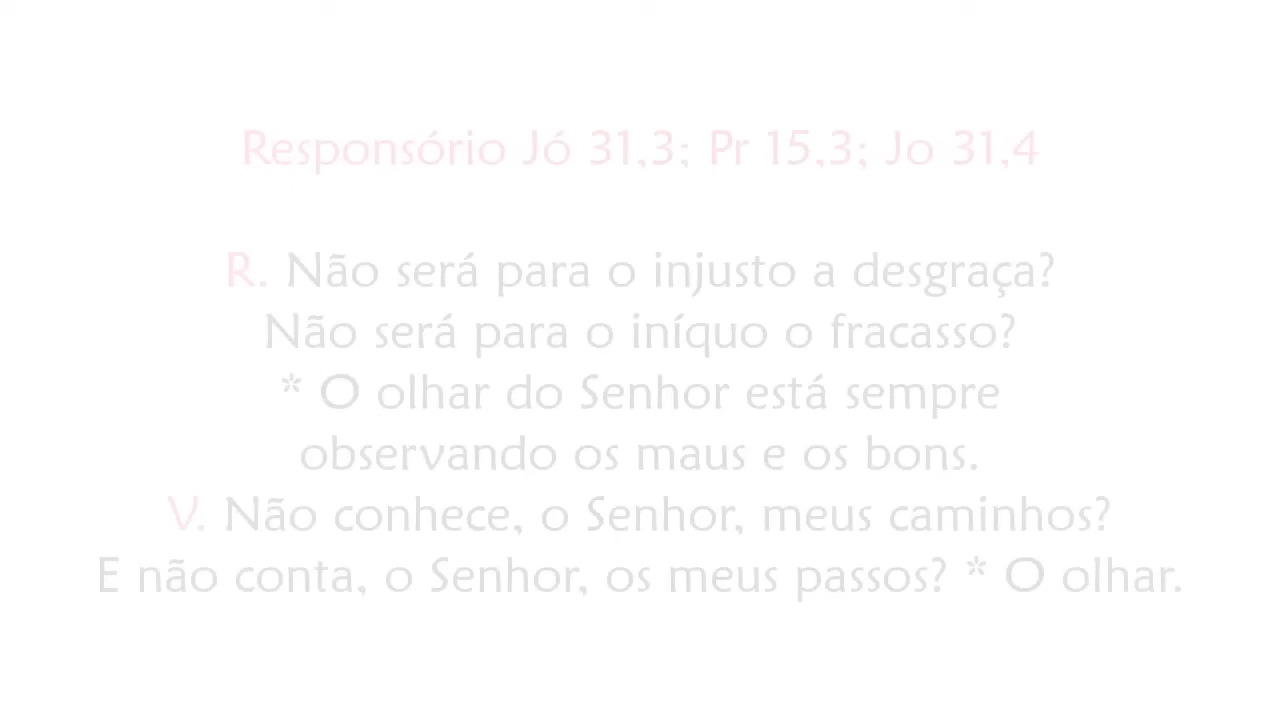 Responsório Jó 31,3; Pr 15,3; Jo 31,4
R. Não será para o injusto a desgraça?
Não será para o iníquo o fracasso?
* O olhar do Senhor está sempre
observando os maus e os bons.
V. Não conhece, o Senhor, meus caminhos?
E não conta, o Senhor, os meus passos? * O olhar.